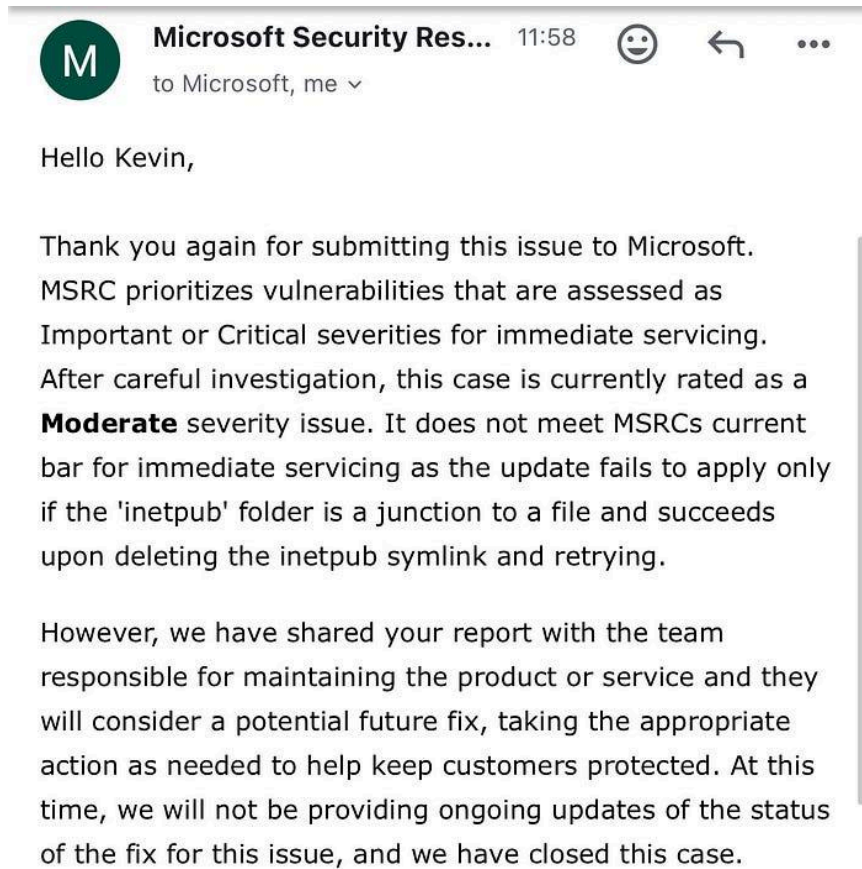 M
Microsoft Security Res... 11:58
to Microsoft, me
Hello Kevin,
Thank you again for submitting this issue to Microsoft.
MSRC prioritizes vulnerabilities that are assessed as
Important or Critical severities for immediate servicing.
After careful investigation, this case is currently rated as a
Moderate severity issue. It does not meet MSRCs current
bar for immediate servicing as the update fails to apply only
if the 'inetpub' folder is a junction to a file and succeeds
upon deleting the inetpub symlink and retrying.
However, we have shared your report with the team
responsible for maintaining the product or service and they
will consider a potential future fix, taking the appropriate
action as needed to help keep customers protected. At this
time, we will not be providing ongoing updates of the status
of the fix for this issue, and we have closed this case.